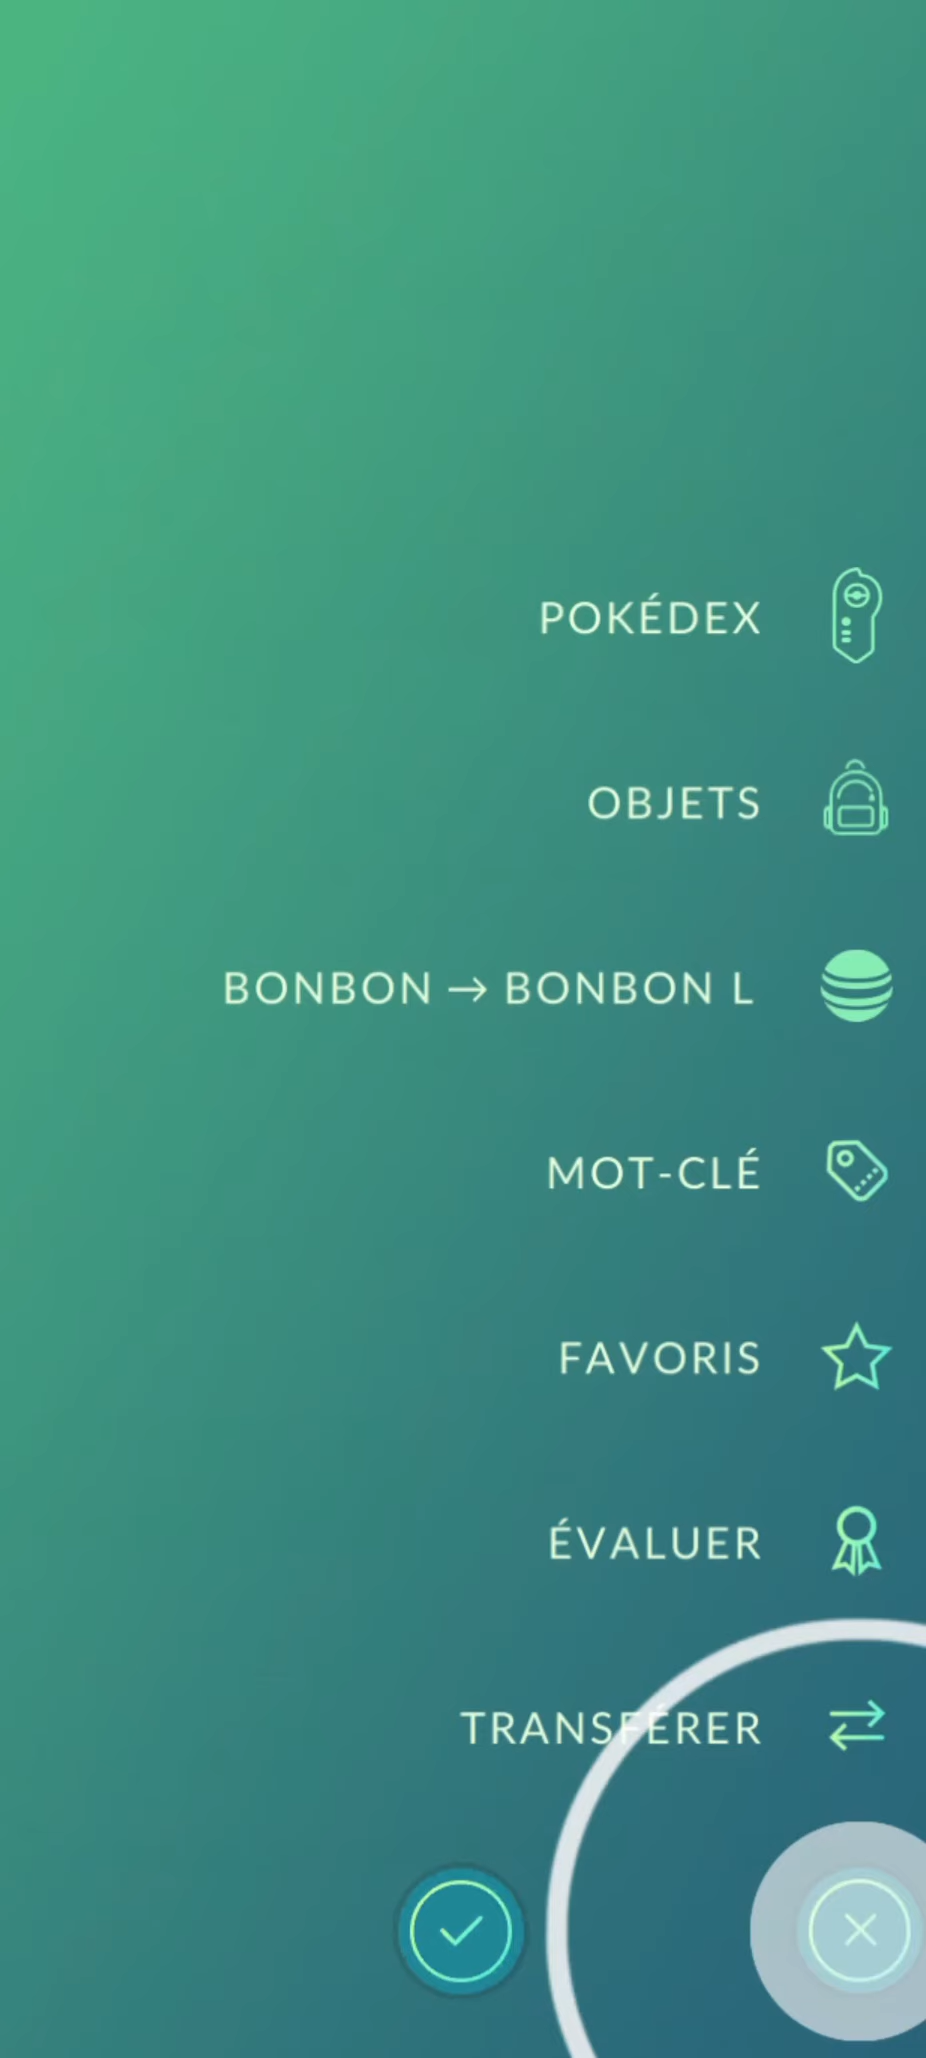 POKÉDEX
OBJETS
BONBON → BONBON L
MOT-CLÉ
FAVORIS
ÉVALUER
TRANSFÉRER